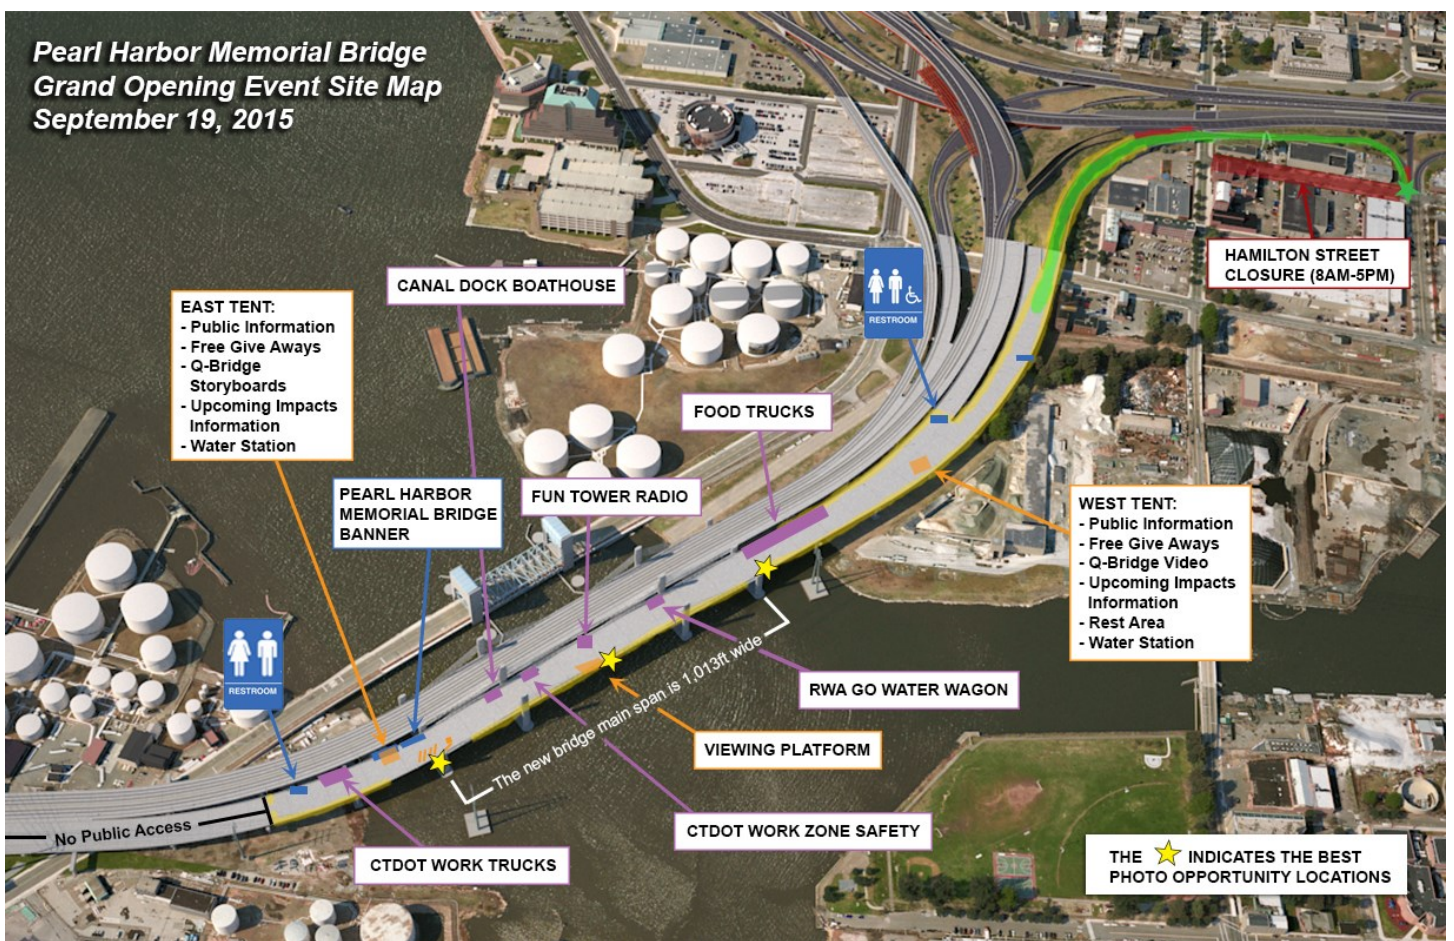 Pearl Harbor Memorial Bridge
Grand Opening Event Site Map
September 19, 2015
HAMILTON STREET
CLOSURE (8AM-5PM)
CANAL DOCK BOATHOUSE
RESTROOM
EAST TENT:
- Public Information
- Free Give Aways
- Q-Bridge
Storyboards
- Upcoming Impacts
Information
- Water Station
FOOD TRUCKS
PEARL HARBOR
MEMORIAL BRIDGE
BANNER
FUN TOWER RADIO
WEST TENT:
- Public Information
- Free Give Aways
- Q-Bridge Video
- Upcoming Impacts
Information
- Rest Area
- Water Station
RESTROOM
RWA GO WATER WAGON
The new bridge main span is 1,013ft wide
VIEWING PLATFORM
No Public Access
CTDOT WORK ZONE SAFETY
CTDOT WORK TRUCKS
THE INDICATES THE BEST
PHOTO OPPORTUNITY LOCATIONS